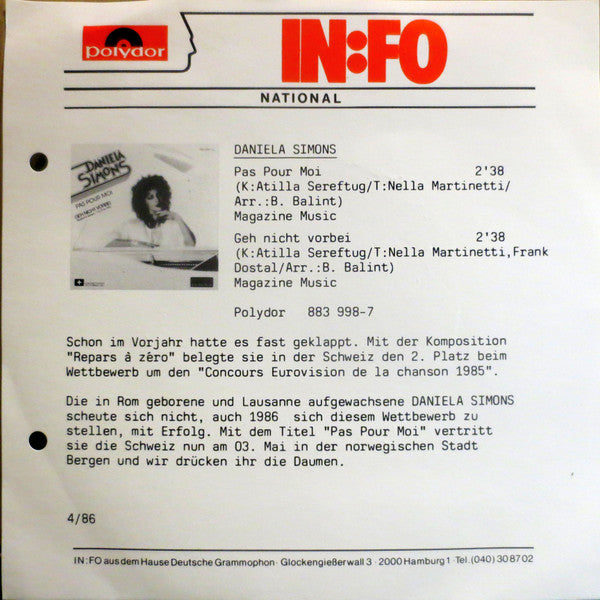 polydor
IN:FO
NATIONAL
DANIELA SIMONS
PAS POUR MOI
GEH NICHT VORBEI
DANIELA SIMONS
Pas Pour Moi 2'38
(K:Atilla Sereftug/T:Nella Martinetti/
Arr.:B. Balint)
Magazine Music
Geh nicht vorbei 2'38
(K:Atilla Sereftug/T:Nella Martinetti,Frank
Dostal/Arr.:B. Balint)
Magazine Music
Polydor 883 998-7
Schon im Vorjahr hatte es fast geklappt. Mit der Komposition
"Repars à zéro" belegte sie in der Schweiz den 2. Platz beim
Wettbewerb um den "Concours Eurovision de la chanson 1985".
Die in Rom geborene und Lausanne aufgewachsene DANIELA SIMONS
scheute sich nicht, auch 1986 sich diesem Wettbewerb zu
stellen, mit Erfolg. Mit dem Titel "Pas Pour Moi" vertritt
sie die Schweiz nun am 03. Mai in der norwegischen Stadt
Bergen und wir drücken ihr die Daumen.
4/86
IN:FO aus dem Hause Deutsche Grammophon · Glockengießerwall 3 · 2000 Hamburg 1 · Tel. (040) 30 87 02